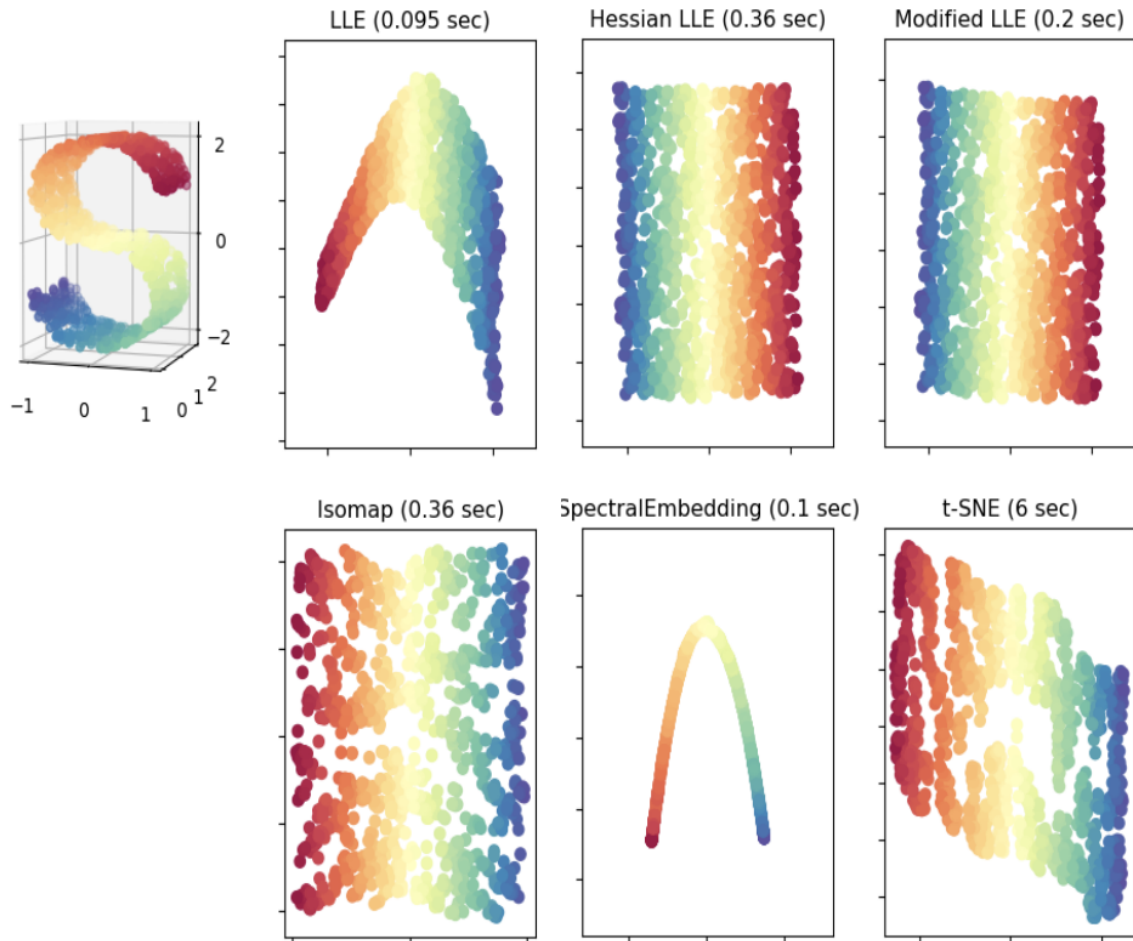 LLE (0.095 sec)
Hessian LLE (0.36 sec)
Modified LLE (0.2 sec)
2
0
−2
−1
0
1
0
1
2
Isomap (0.36 sec)
SpectralEmbedding (0.1 sec)
t-SNE (6 sec)